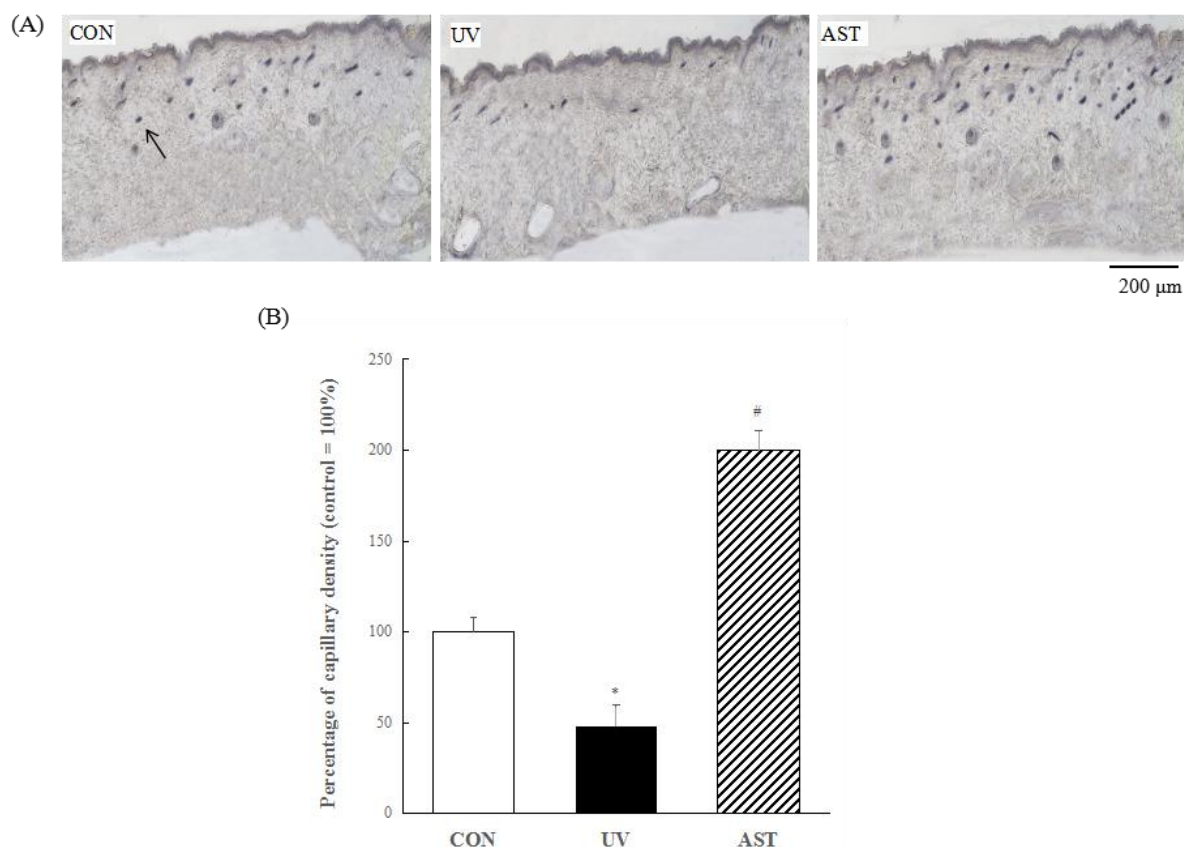 (A)
CON
UV
AST
200 μm
(B)
Percentage of capillary density (control = 100%)
250
200
150
100
50
0
*
#
CON
UV
AST